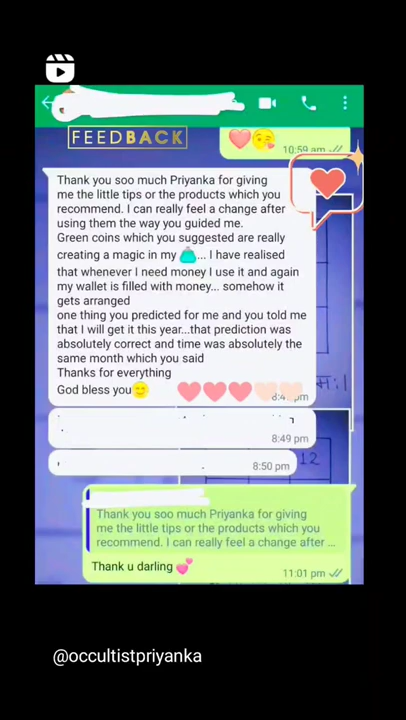 FEEDBACK
10:59 am
Thank you soo much Priyanka for giving
me the little tips or the products which you
recommend. I can really feel a change after
using them the way you guided me.
Green coins which you suggested are really
creating a magic in my 👛... I have realised
that whenever I need money I use it and again
my wallet is filled with money... somehow it
gets arranged
one thing you predicted for me and you told me
that I will get it this year...that prediction was
absolutely correct and time was absolutely the
same month which you said
Thanks for everything
God bless you😊
pm
8:49 pm
12
8:50 pm
Thank you soo much Priyanka for giving
me the little tips or the products which you
recommend. I can really feel a change after ...
Thank u darling 💞
11:01 pm
@occultistpriyanka